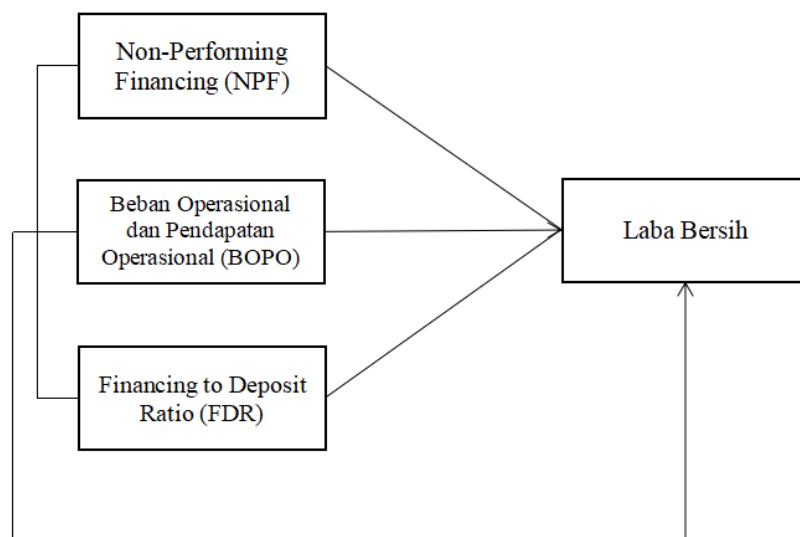 Non-Performing
Financing (NPF)
Beban Operasional
dan Pendapatan
Operasional (BOPO)
Laba Bersih
Financing to Deposit
Ratio (FDR)